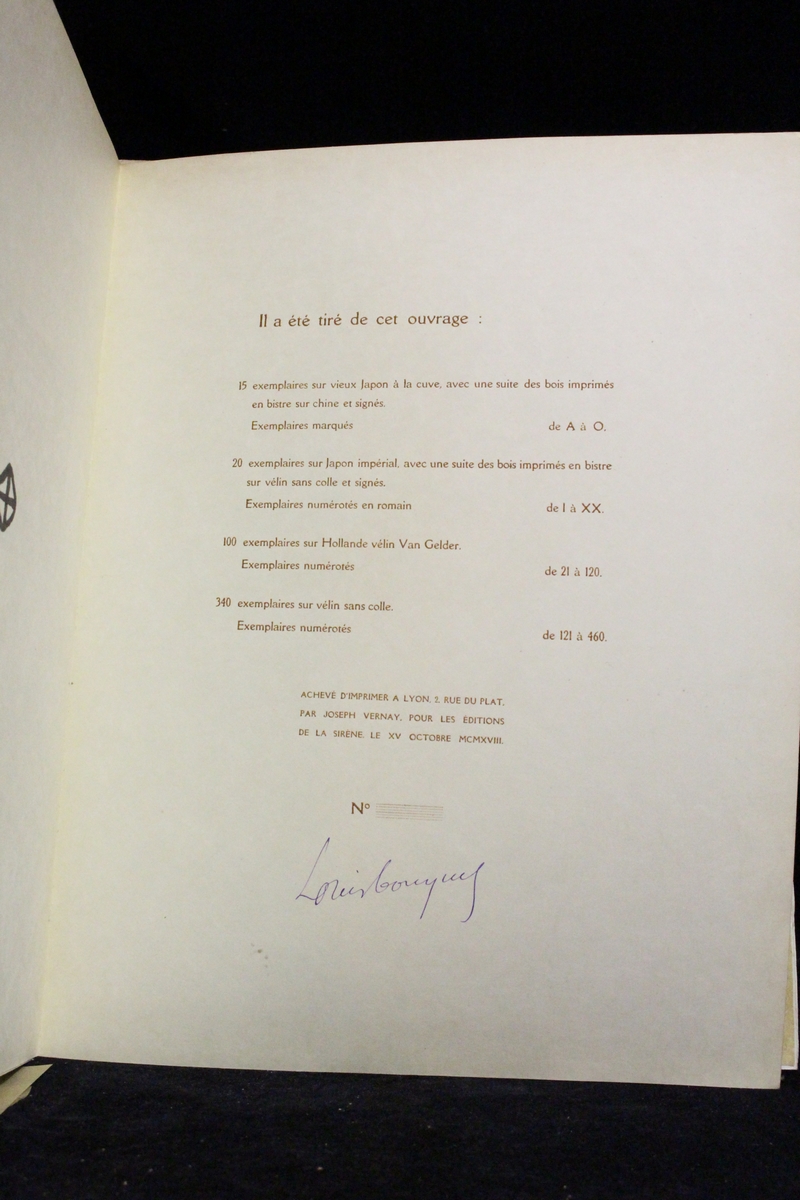 Il a été tiré de cet ouvrage :
15 exemplaires sur vieux Japon à la cuve, avec une suite des bois imprimés
en bistre sur chine et signés.
Exemplaires marqués de A à O.
20 exemplaires sur Japon impérial, avec une suite des bois imprimés en bistre
sur vélin sans colle et signés.
Exemplaires numérotés en romain de I à XX.
100 exemplaires sur Hollande vélin Van Gelder.
Exemplaires numérotés de 21 à 120.
340 exemplaires sur vélin sans colle.
Exemplaires numérotés de 121 à 460.
ACHEVÉ D'IMPRIMER A LYON, 2, RUE DU PLAT,
PAR JOSEPH VERNAY, POUR LES ÉDITIONS
DE LA SIRÈNE, LE XV OCTOBRE MCMXVIII.
Nº
Louis Bouquet